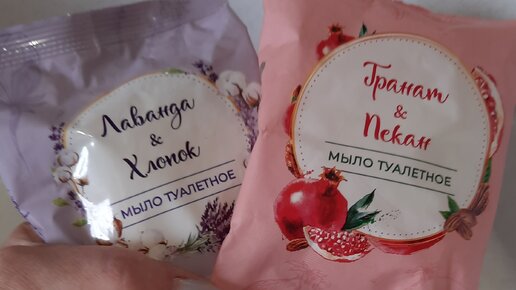 Лаванда
&
Хлопок
МЫЛО ТУАЛЕТНОЕ
Гранат
&
Пекан
МЫЛО ТУАЛЕТНОЕ